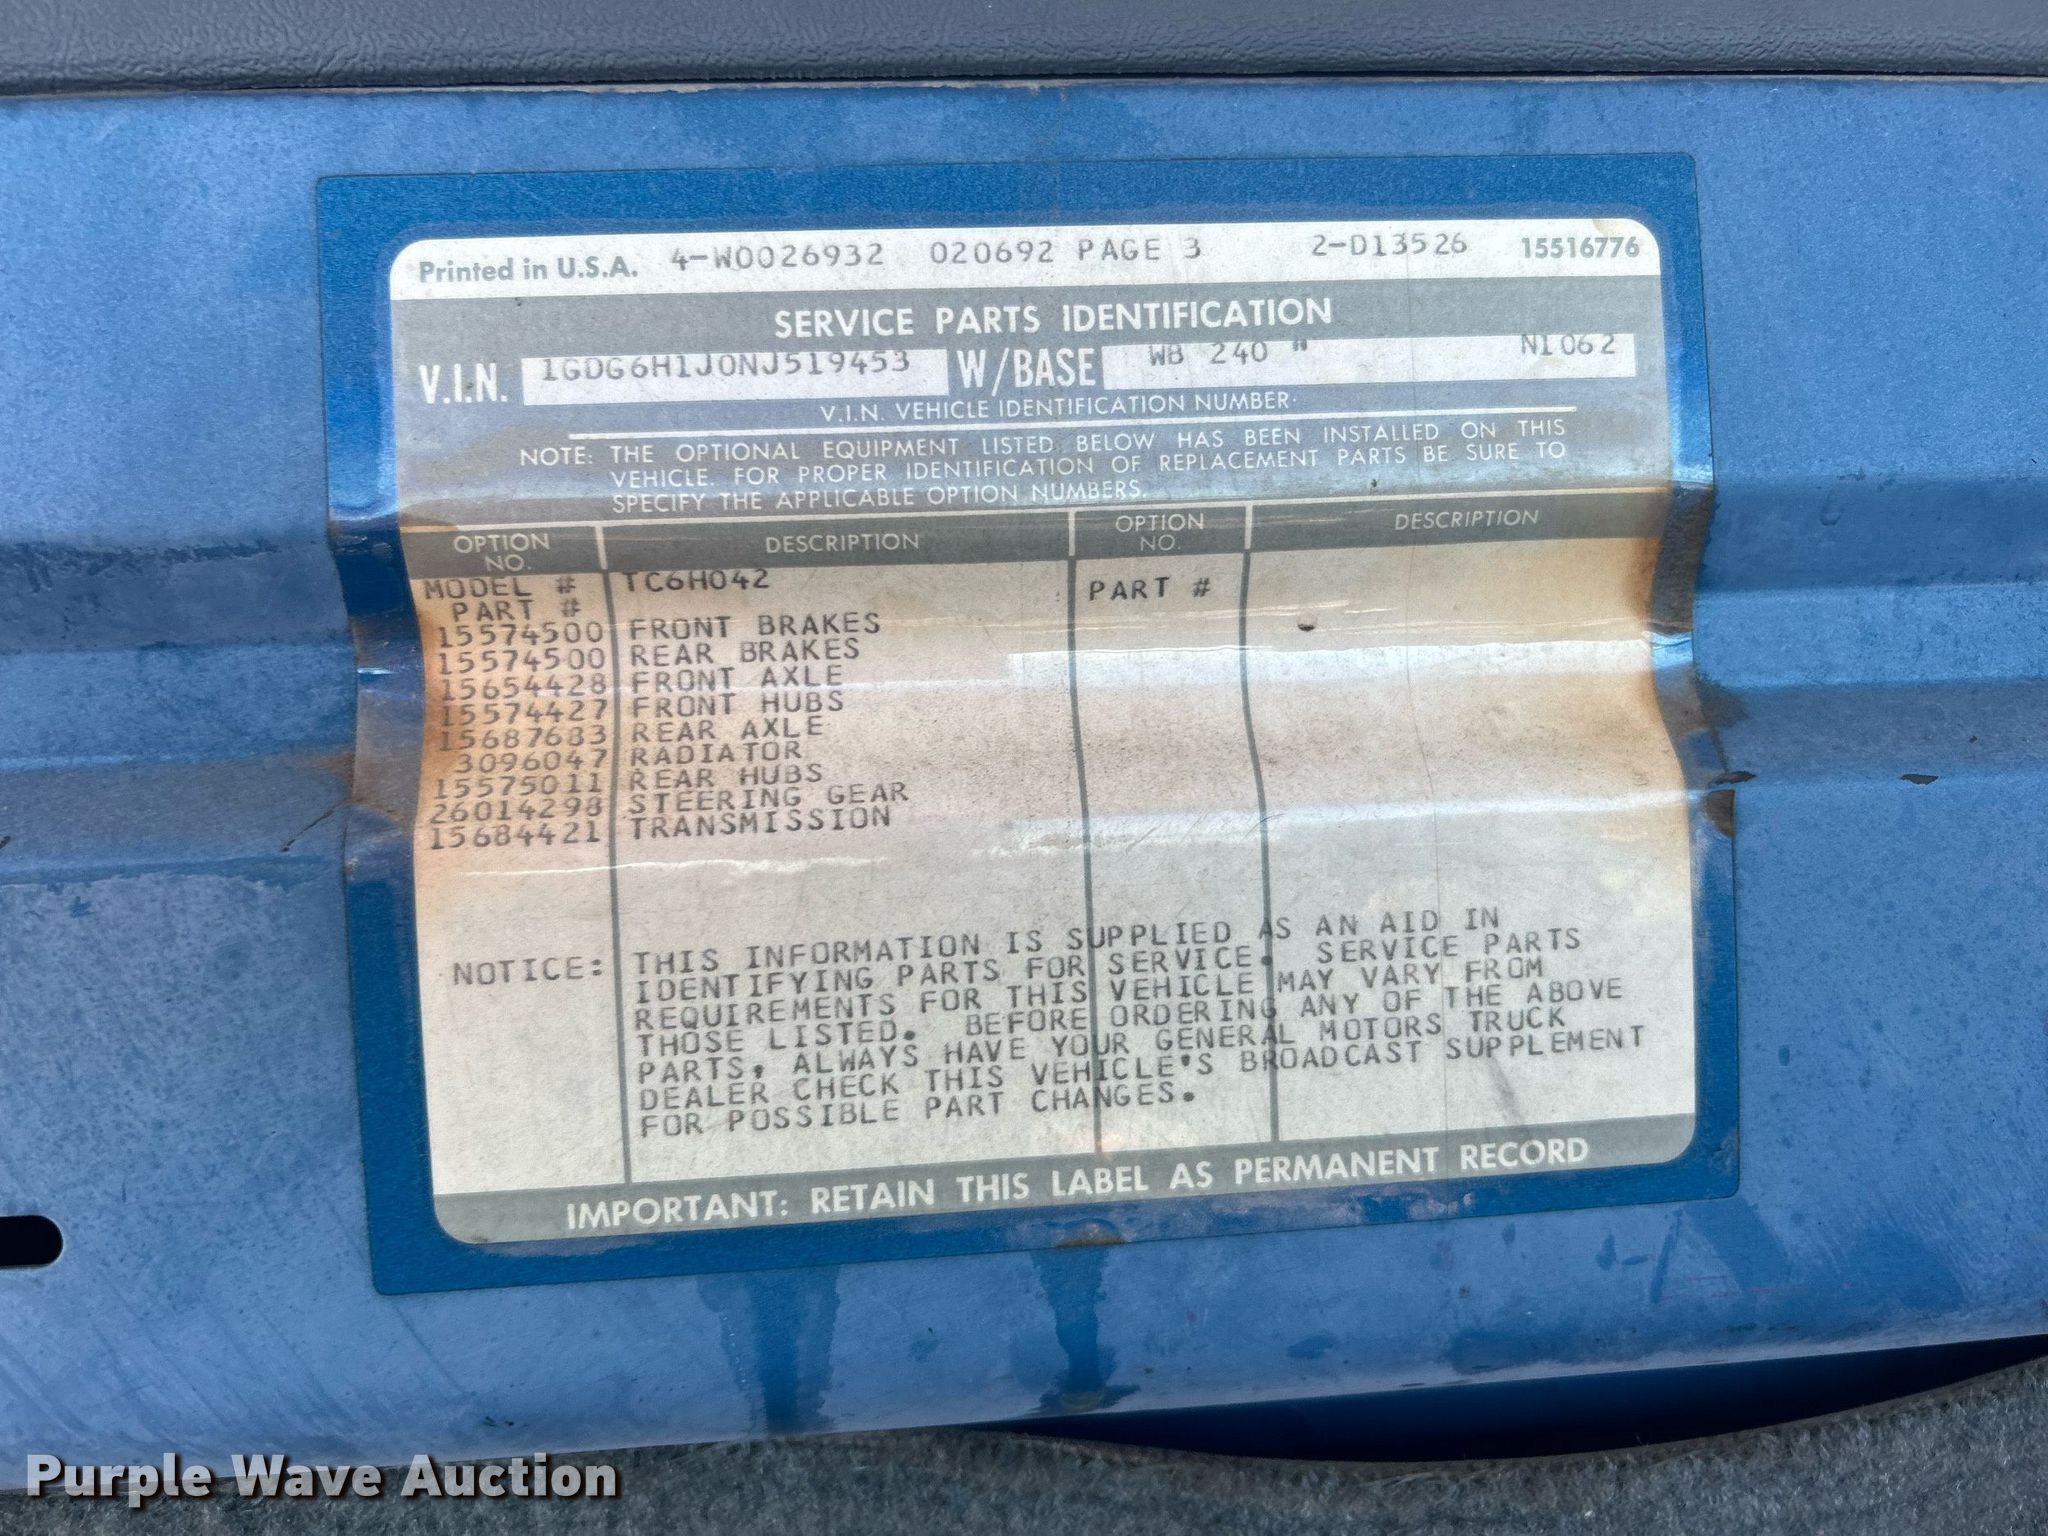 Printed in U.S.A. 4-W0026932 020692 PAGE 3 2-D13526 15516776
SERVICE PARTS IDENTIFICATION
V.I.N. 1GDG6H1J0NJ519453 W/BASE WB 240 " N1062
V.I.N. VEHICLE IDENTIFICATION NUMBER
NOTE: THE OPTIONAL EQUIPMENT LISTED BELOW HAS BEEN INSTALLED ON THIS
VEHICLE. FOR PROPER IDENTIFICATION OF REPLACEMENT PARTS BE SURE TO
SPECIFY THE APPLICABLE OPTION NUMBERS.
OPTION NO. DESCRIPTION OPTION NO. DESCRIPTION
MODEL # TC6H042
PART # PART #
15574500 FRONT BRAKES
15574500 REAR BRAKES
15654428 FRONT AXLE
15574427 FRONT HUBS
15687683 REAR AXLE
3096047 RADIATOR
15575011 REAR HUBS
26014298 STEERING GEAR
15684421 TRANSMISSION
NOTICE: THIS INFORMATION IS SUPPLIED AS AN AID IN
IDENTIFYING PARTS FOR SERVICE. SERVICE PARTS
REQUIREMENTS FOR THIS VEHICLE MAY VARY FROM
THOSE LISTED. BEFORE ORDERING ANY OF THE ABOVE
PARTS, ALWAYS HAVE YOUR GENERAL MOTORS TRUCK
DEALER CHECK THIS VEHICLE'S BROADCAST SUPPLEMENT
FOR POSSIBLE PART CHANGES.
IMPORTANT: RETAIN THIS LABEL AS PERMANENT RECORD
Purple Wave Auction